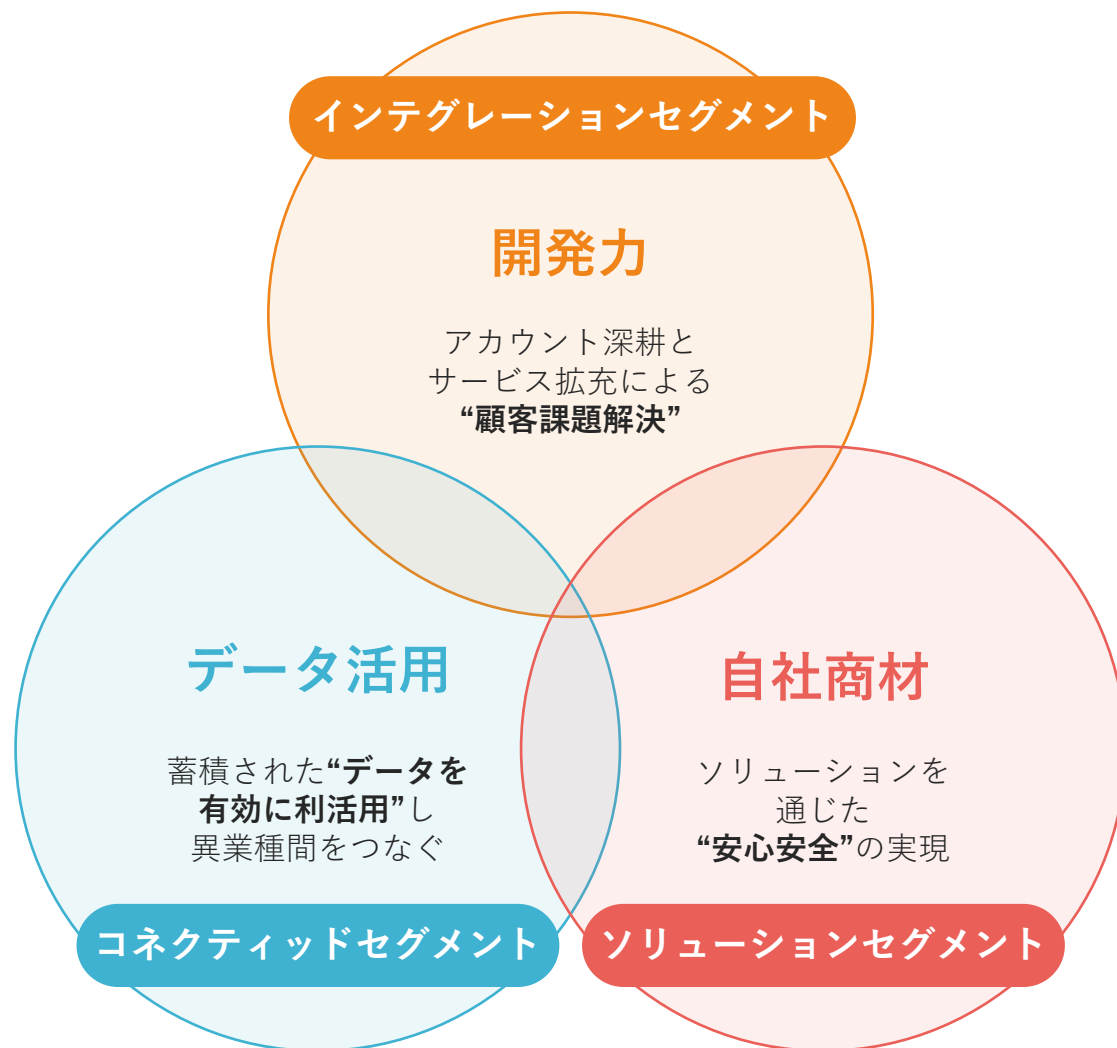 インテグレーションセグメント
開発力
アカウント深耕と
サービス拡充による
“顧客課題解決”
データ活用
蓄積された“データを
有効に利活用”し
異業種間をつなぐ
コネクティッドセグメント
自社商材
ソリューションを
通じた
“安心安全”の実現
ソリューションセグメント